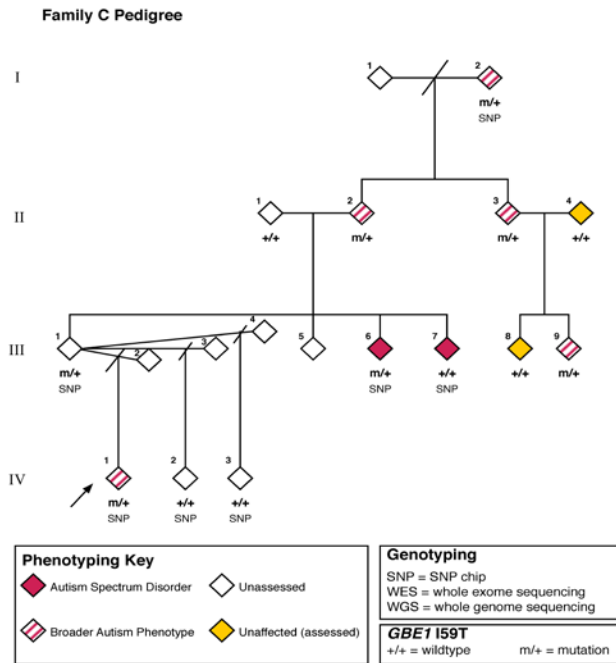 Family C Pedigree
I
1 2
m/+
SNP
II
1 2 3 4
+/+ m/+ m/+ +/+
III
1 2 3 4 5 6 7 8 9
m/+ m/+ +/+ +/+ m/+
SNP SNP SNP
IV
1 2 3
m/+ +/+ +/+
SNP SNP SNP
Phenotyping Key
Autism Spectrum Disorder Unassessed
Broader Autism Phenotype Unaffected (assessed)
Genotyping
SNP = SNP chip
WES = whole exome sequencing
WGS = whole genome sequencing
GBE1 I59T
+/+ = wildtype m/+ = mutation